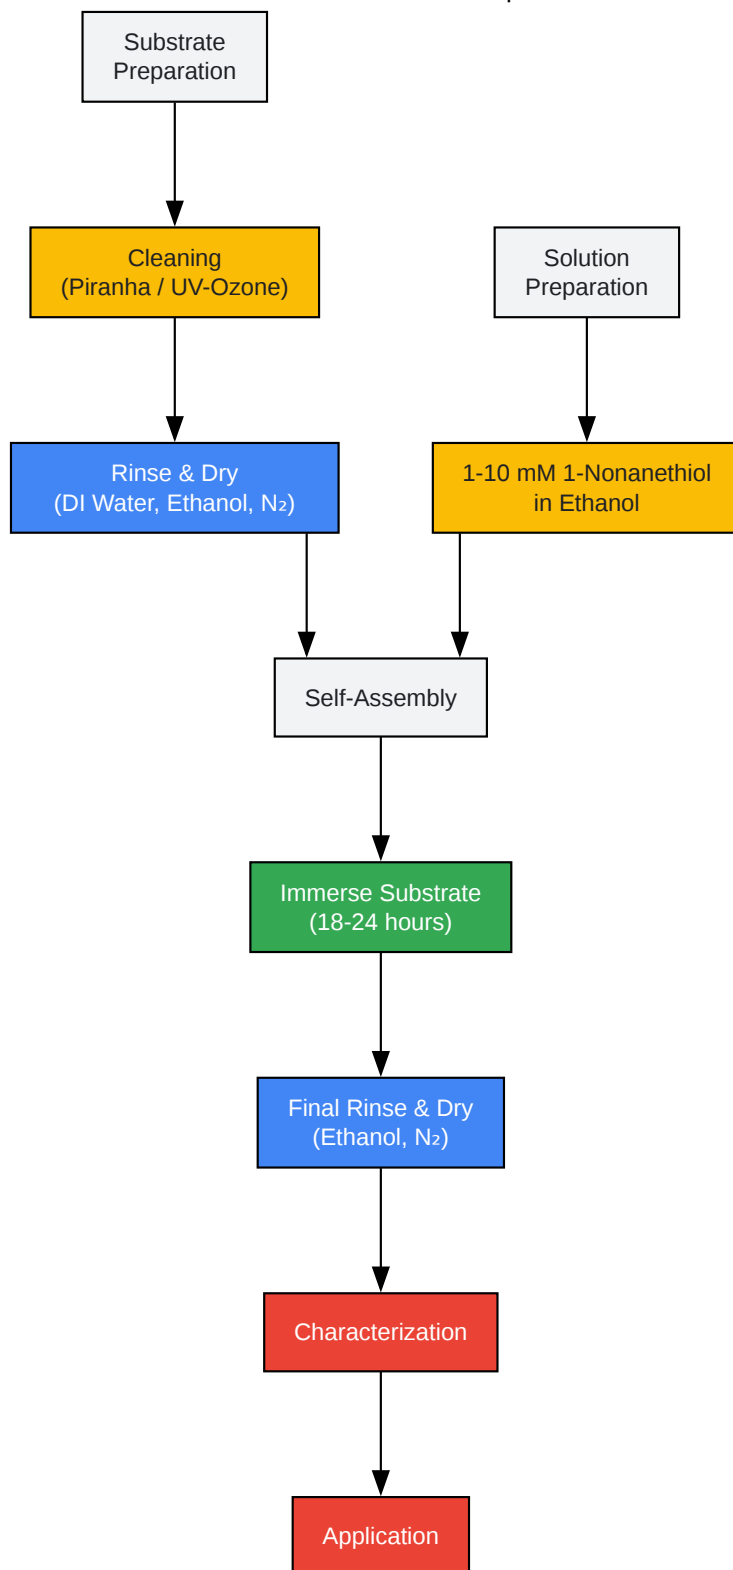 Substrate
Preparation
Cleaning
(Piranha / UV-Ozone)
Solution
Preparation
Rinse & Dry
(DI Water, Ethanol, N₂)
1-10 mM 1-Nonanethiol
in Ethanol
Self-Assembly
Immerse Substrate
(18-24 hours)
Final Rinse & Dry
(Ethanol, N₂)
Characterization
Application